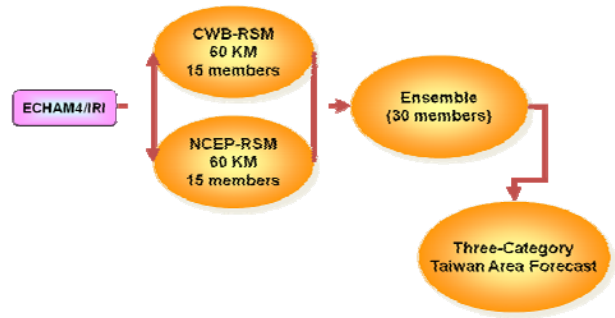 ECHAM4/IRI
CWB-RSM
60 KM
15 members
NCEP-RSM
60 KM
15 members
Ensemble
(30 members)
Three-Category
Taiwan Area Forecast